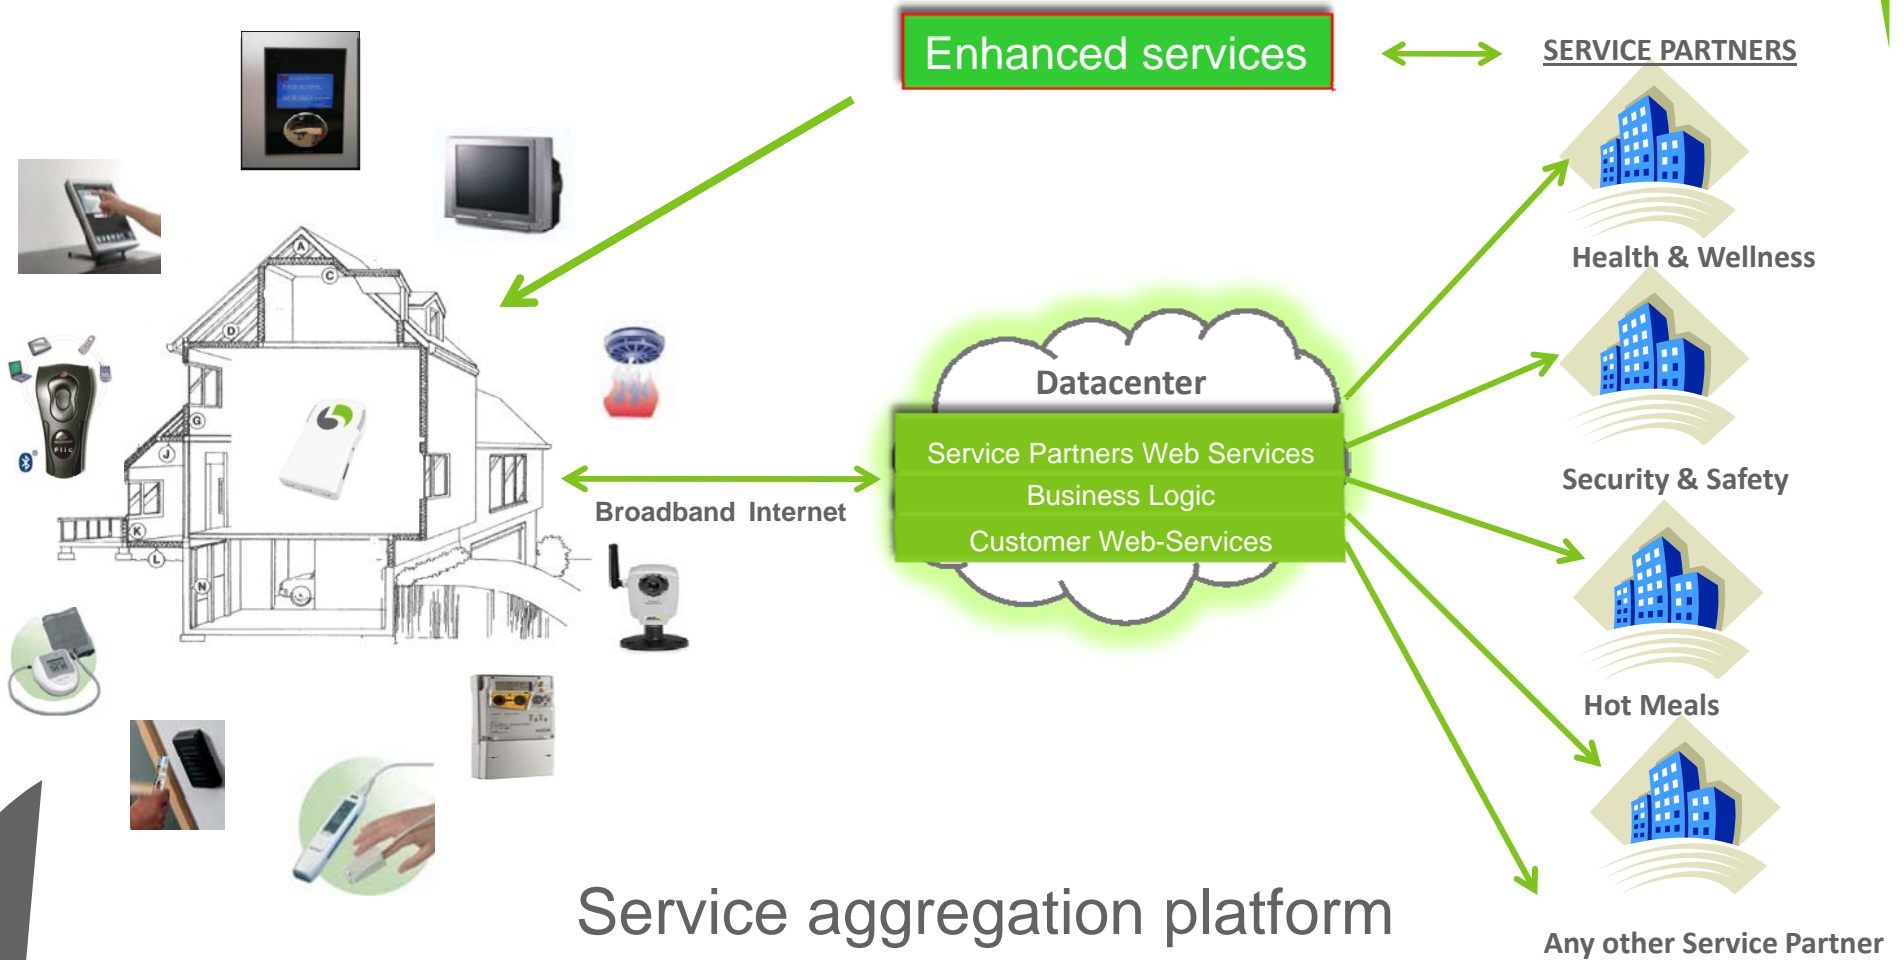 Enhanced services
SERVICE PARTNERS
Health & Wellness
Security & Safety
Hot Meals
Any other Service Partner
Datacenter
Service Partners Web Services
Business Logic
Customer Web-Services
Broadband Internet
A
C
D
G
J
K
L
N
Flic
Service aggregation platform